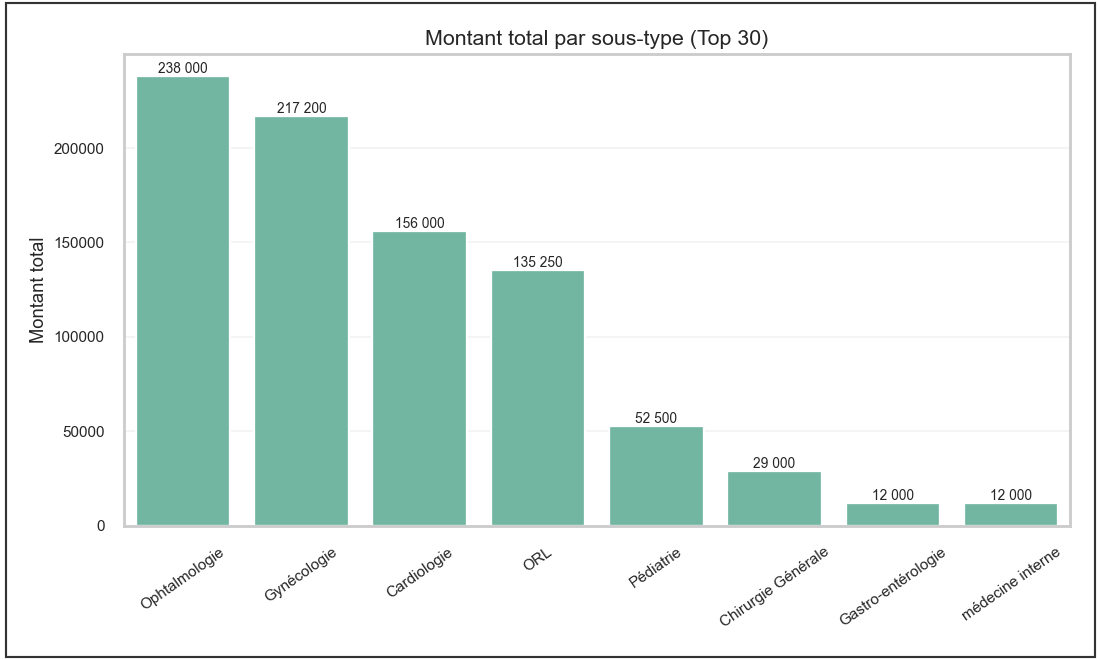 Montant total par sous-type (Top 30)
238 000
217 200
156 000
135 250
52 500
29 000
12 000
12 000
Montant total
200000
150000
100000
50000
0
Ophtalmologie
Gynécologie
Cardiologie
ORL
Pédiatrie
Chirurgie Générale
Gastro-entérologie
médecine interne